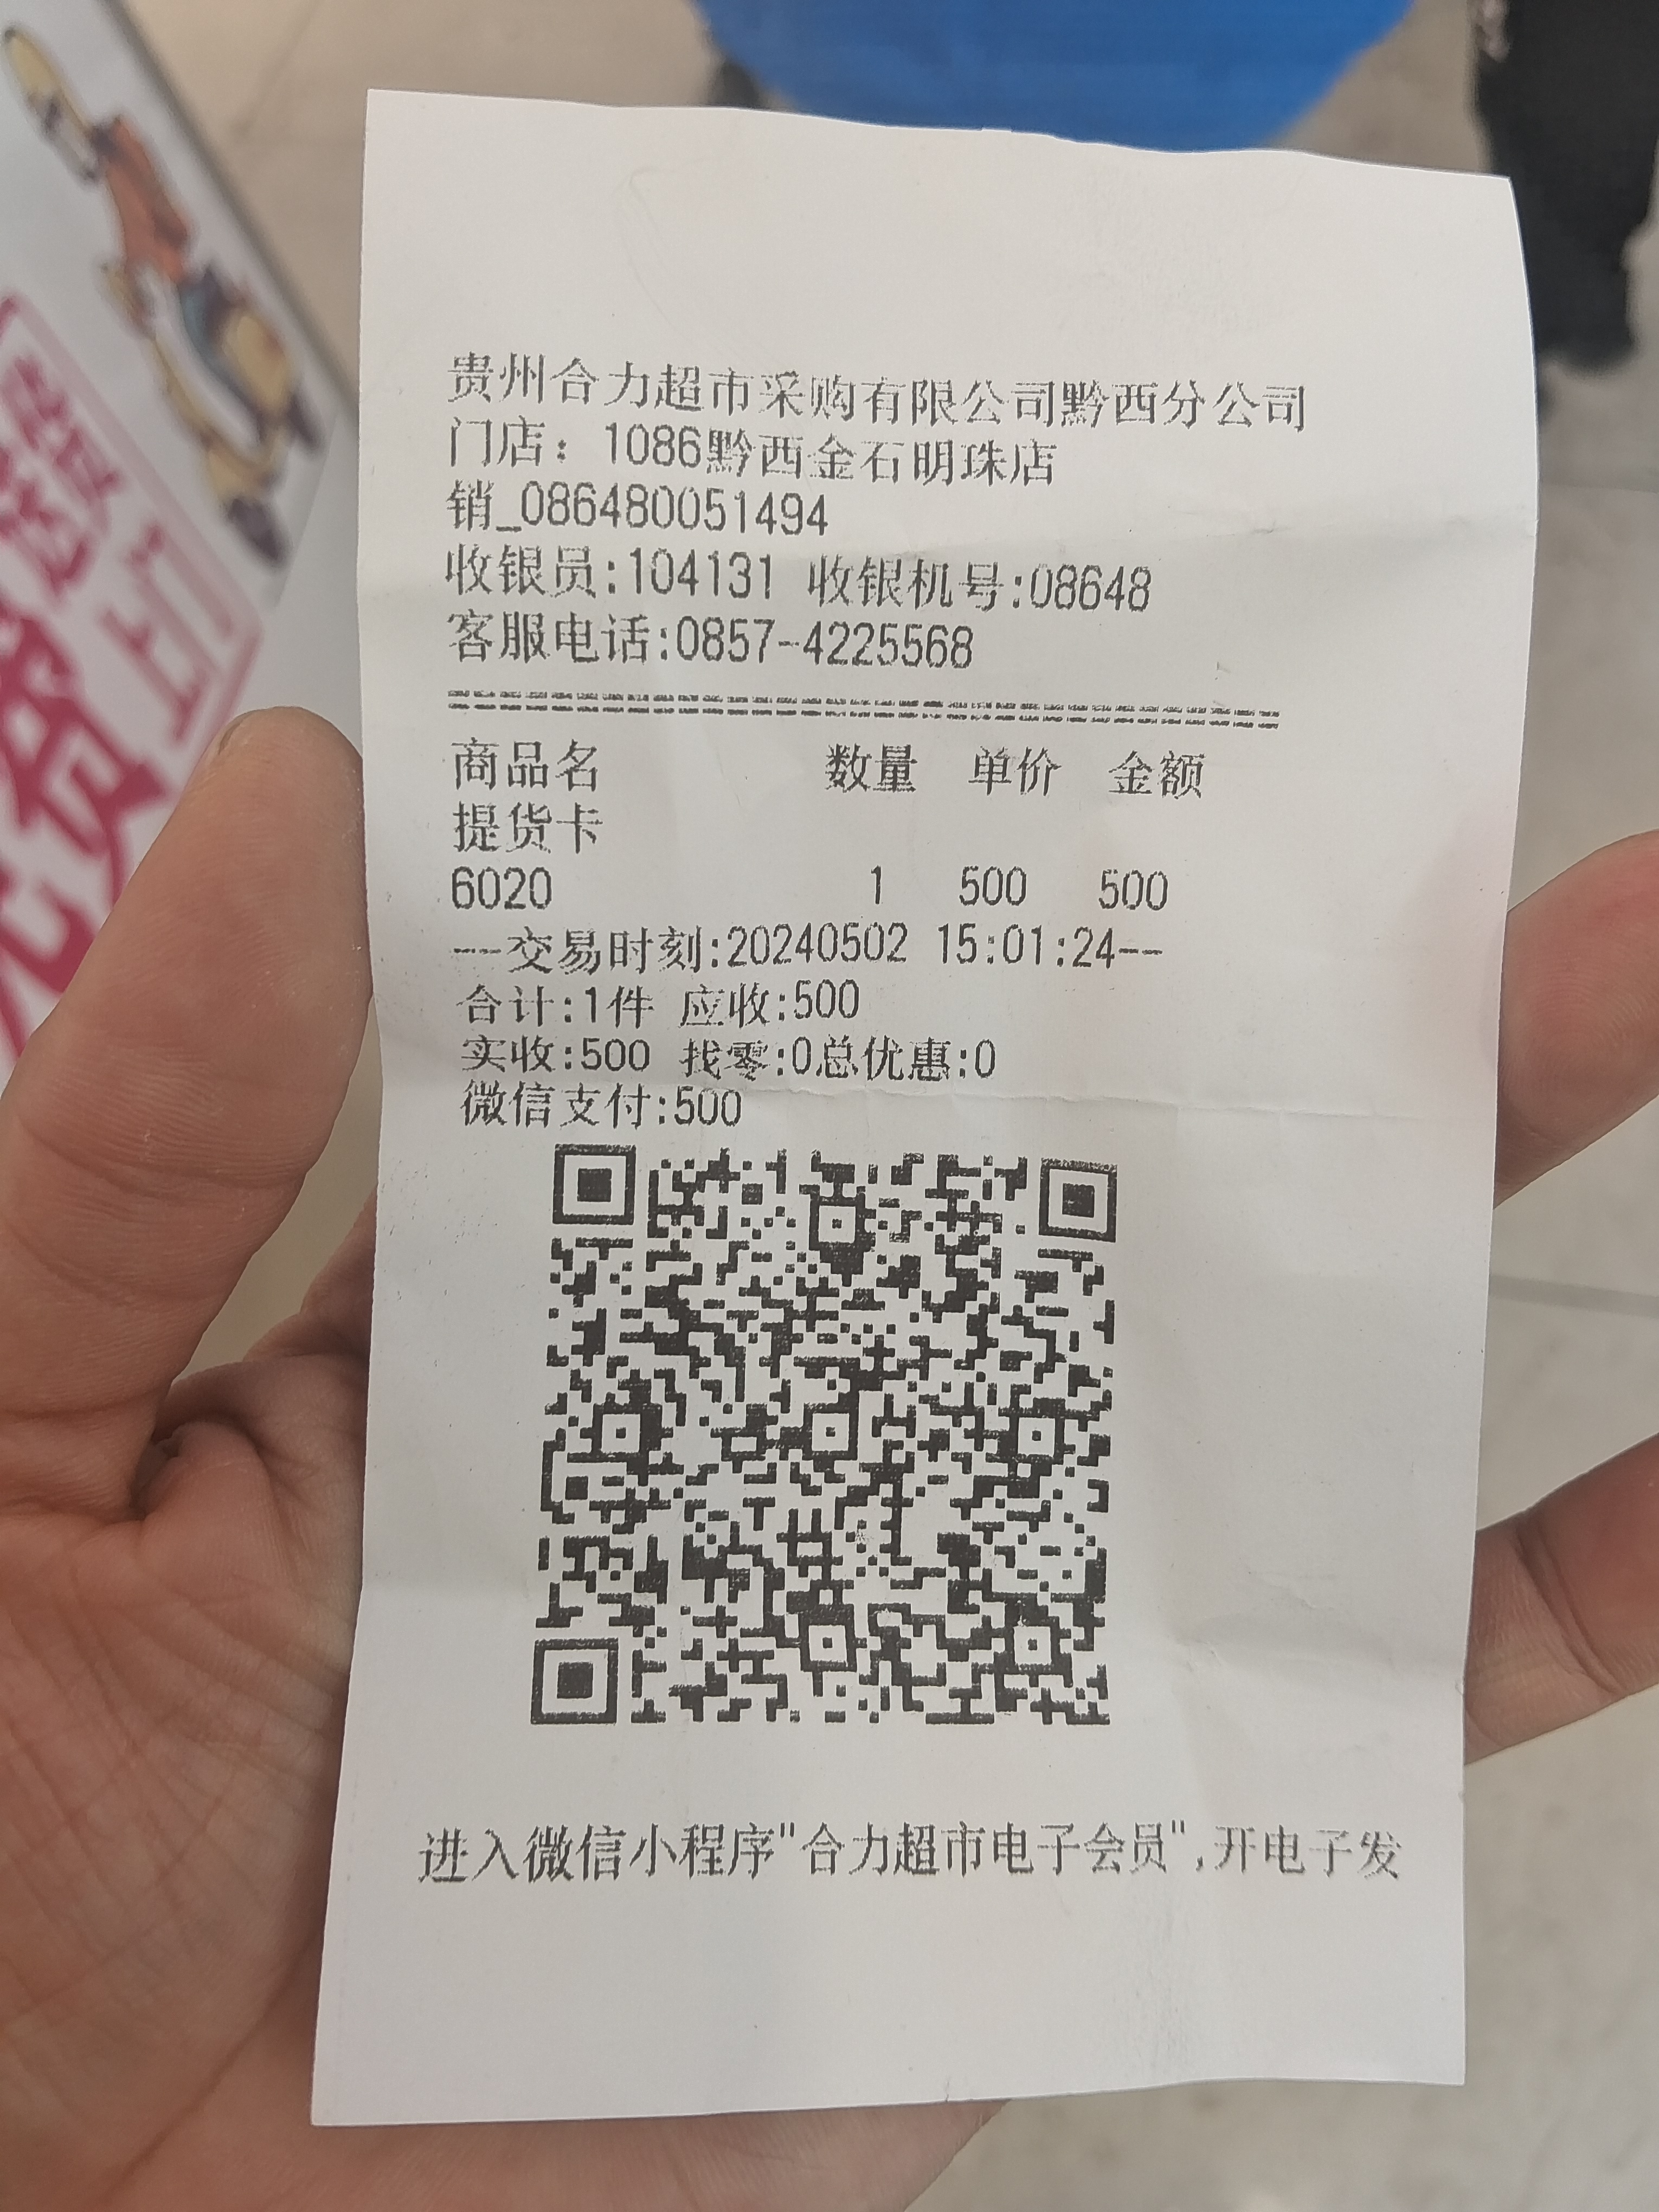 贵州合力超市采购有限公司黔西分公司
门店：1086黔西金石明珠店
销_086480051494
收银员:104131 收银机号:08648
客服电话:0857-4225568
商品名 数量 单价 金额
提货卡
6020 1 500 500
---交易时刻:20240502 15:01:24--
合计:1件 应收:500
实收:500 找零:0总优惠:0
微信支付:500
进入微信小程序"合力超市电子会员",开电子发